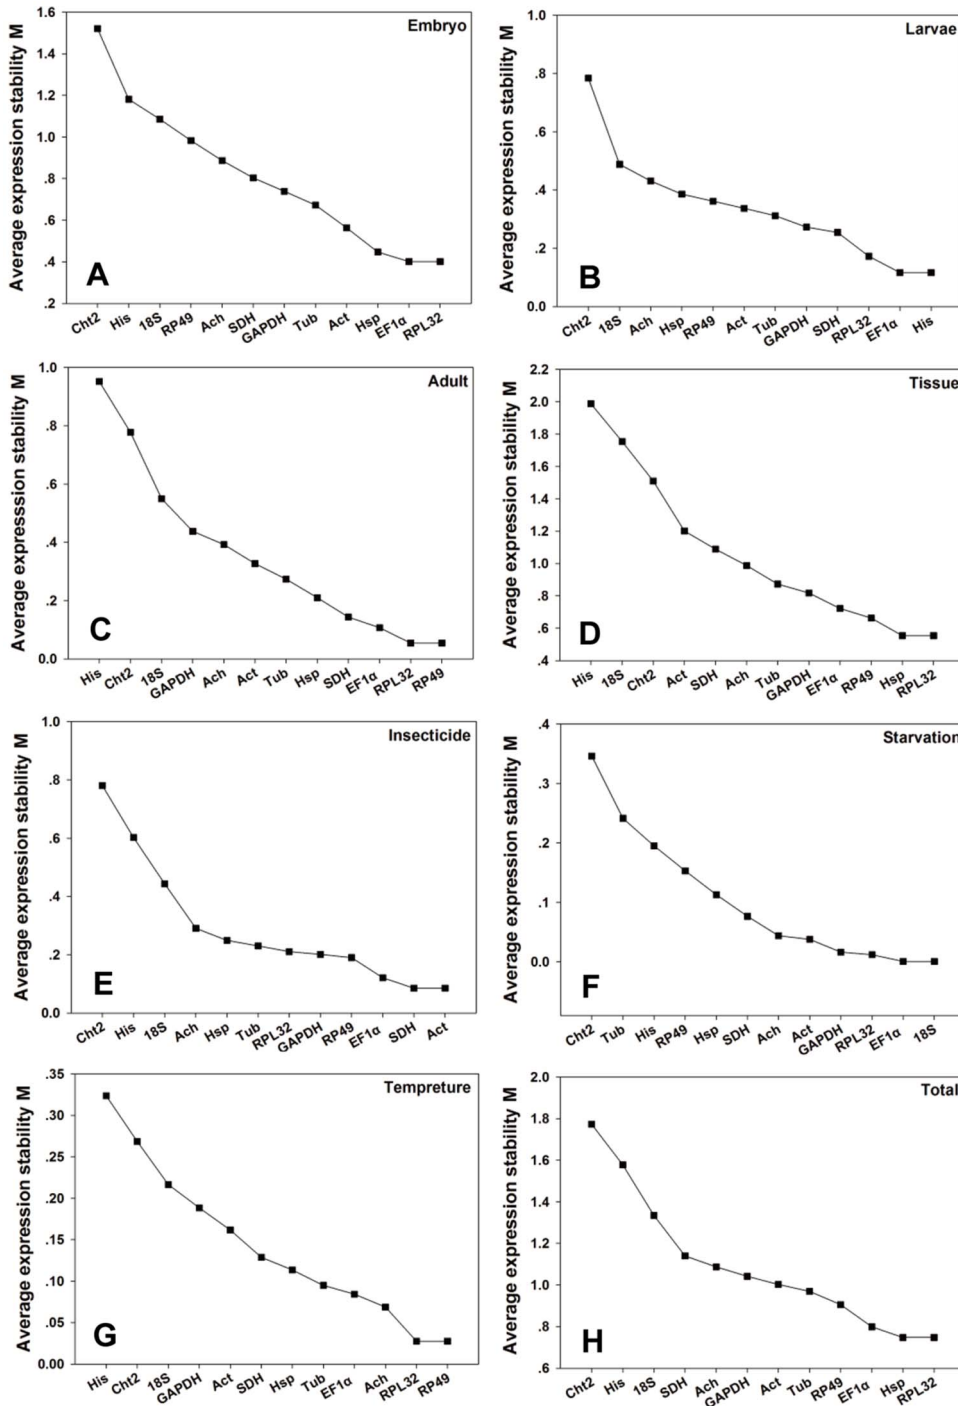 Embryo
Average expression stability M
1.6
1.4
1.2
1.0
.8
.6
.4
.2
A
Cht2 His 18S RP49 Ach SDH GAPDH Tub Act Hsp EF1α RPL32
Larvae
Average expression stability M
1.0
.8
.6
.4
.2
0.0
B
Cht2 18S Ach Hsp RP49 Act Tub GAPDH SDH RPL32 EF1α His
Adult
Average expresssion stability M
1.0
.8
.6
.4
.2
0.0
C
His Cht2 18S GAPDH Ach Act Tub Hsp SDH EF1α RPL32 RP49
Tissue
Average expression stability M
2.2
2.0
1.8
1.6
1.4
1.2
1.0
.8
.6
.4
D
His 18S Cht2 Act SDH Ach Tub GAPDH EF1α RP49 Hsp RPL32
Insecticide
Average expression stability M
1.0
.8
.6
.4
.2
0.0
E
Cht2 His 18S Ach Hsp Tub RPL32 GAPDH RP49 EF1α SDH Act
Starvation
Average expression stability M
.4
.3
.2
.1
0.0
F
Cht2 Tub His RP49 Hsp SDH Ach Act GAPDH RPL32 EF1α 18S
Tempreture
Average expression stability M
.35
.30
.25
.20
.15
.10
.05
0.00
G
His Cht2 18S GAPDH Act SDH Hsp Tub EF1α Ach RPL32 RP49
Total
Average expression stability M
2.0
1.8
1.6
1.4
1.2
1.0
.8
.6
H
Cht2 His 18S SDH Ach GAPDH Act Tub RP49 EF1α Hsp RPL32